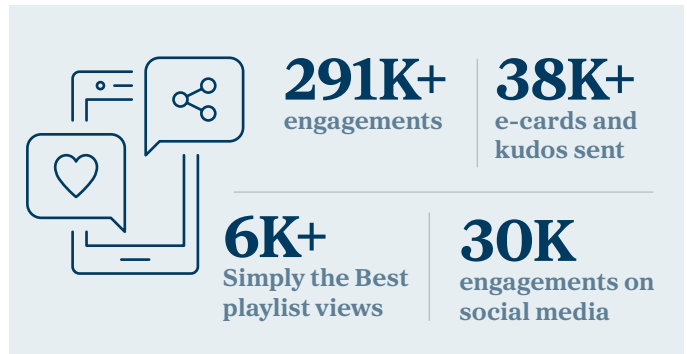 291K+
engagements
38K+
e-cards and
kudos sent
6K+
Simply the Best
playlist views
30K
engagements on
social media